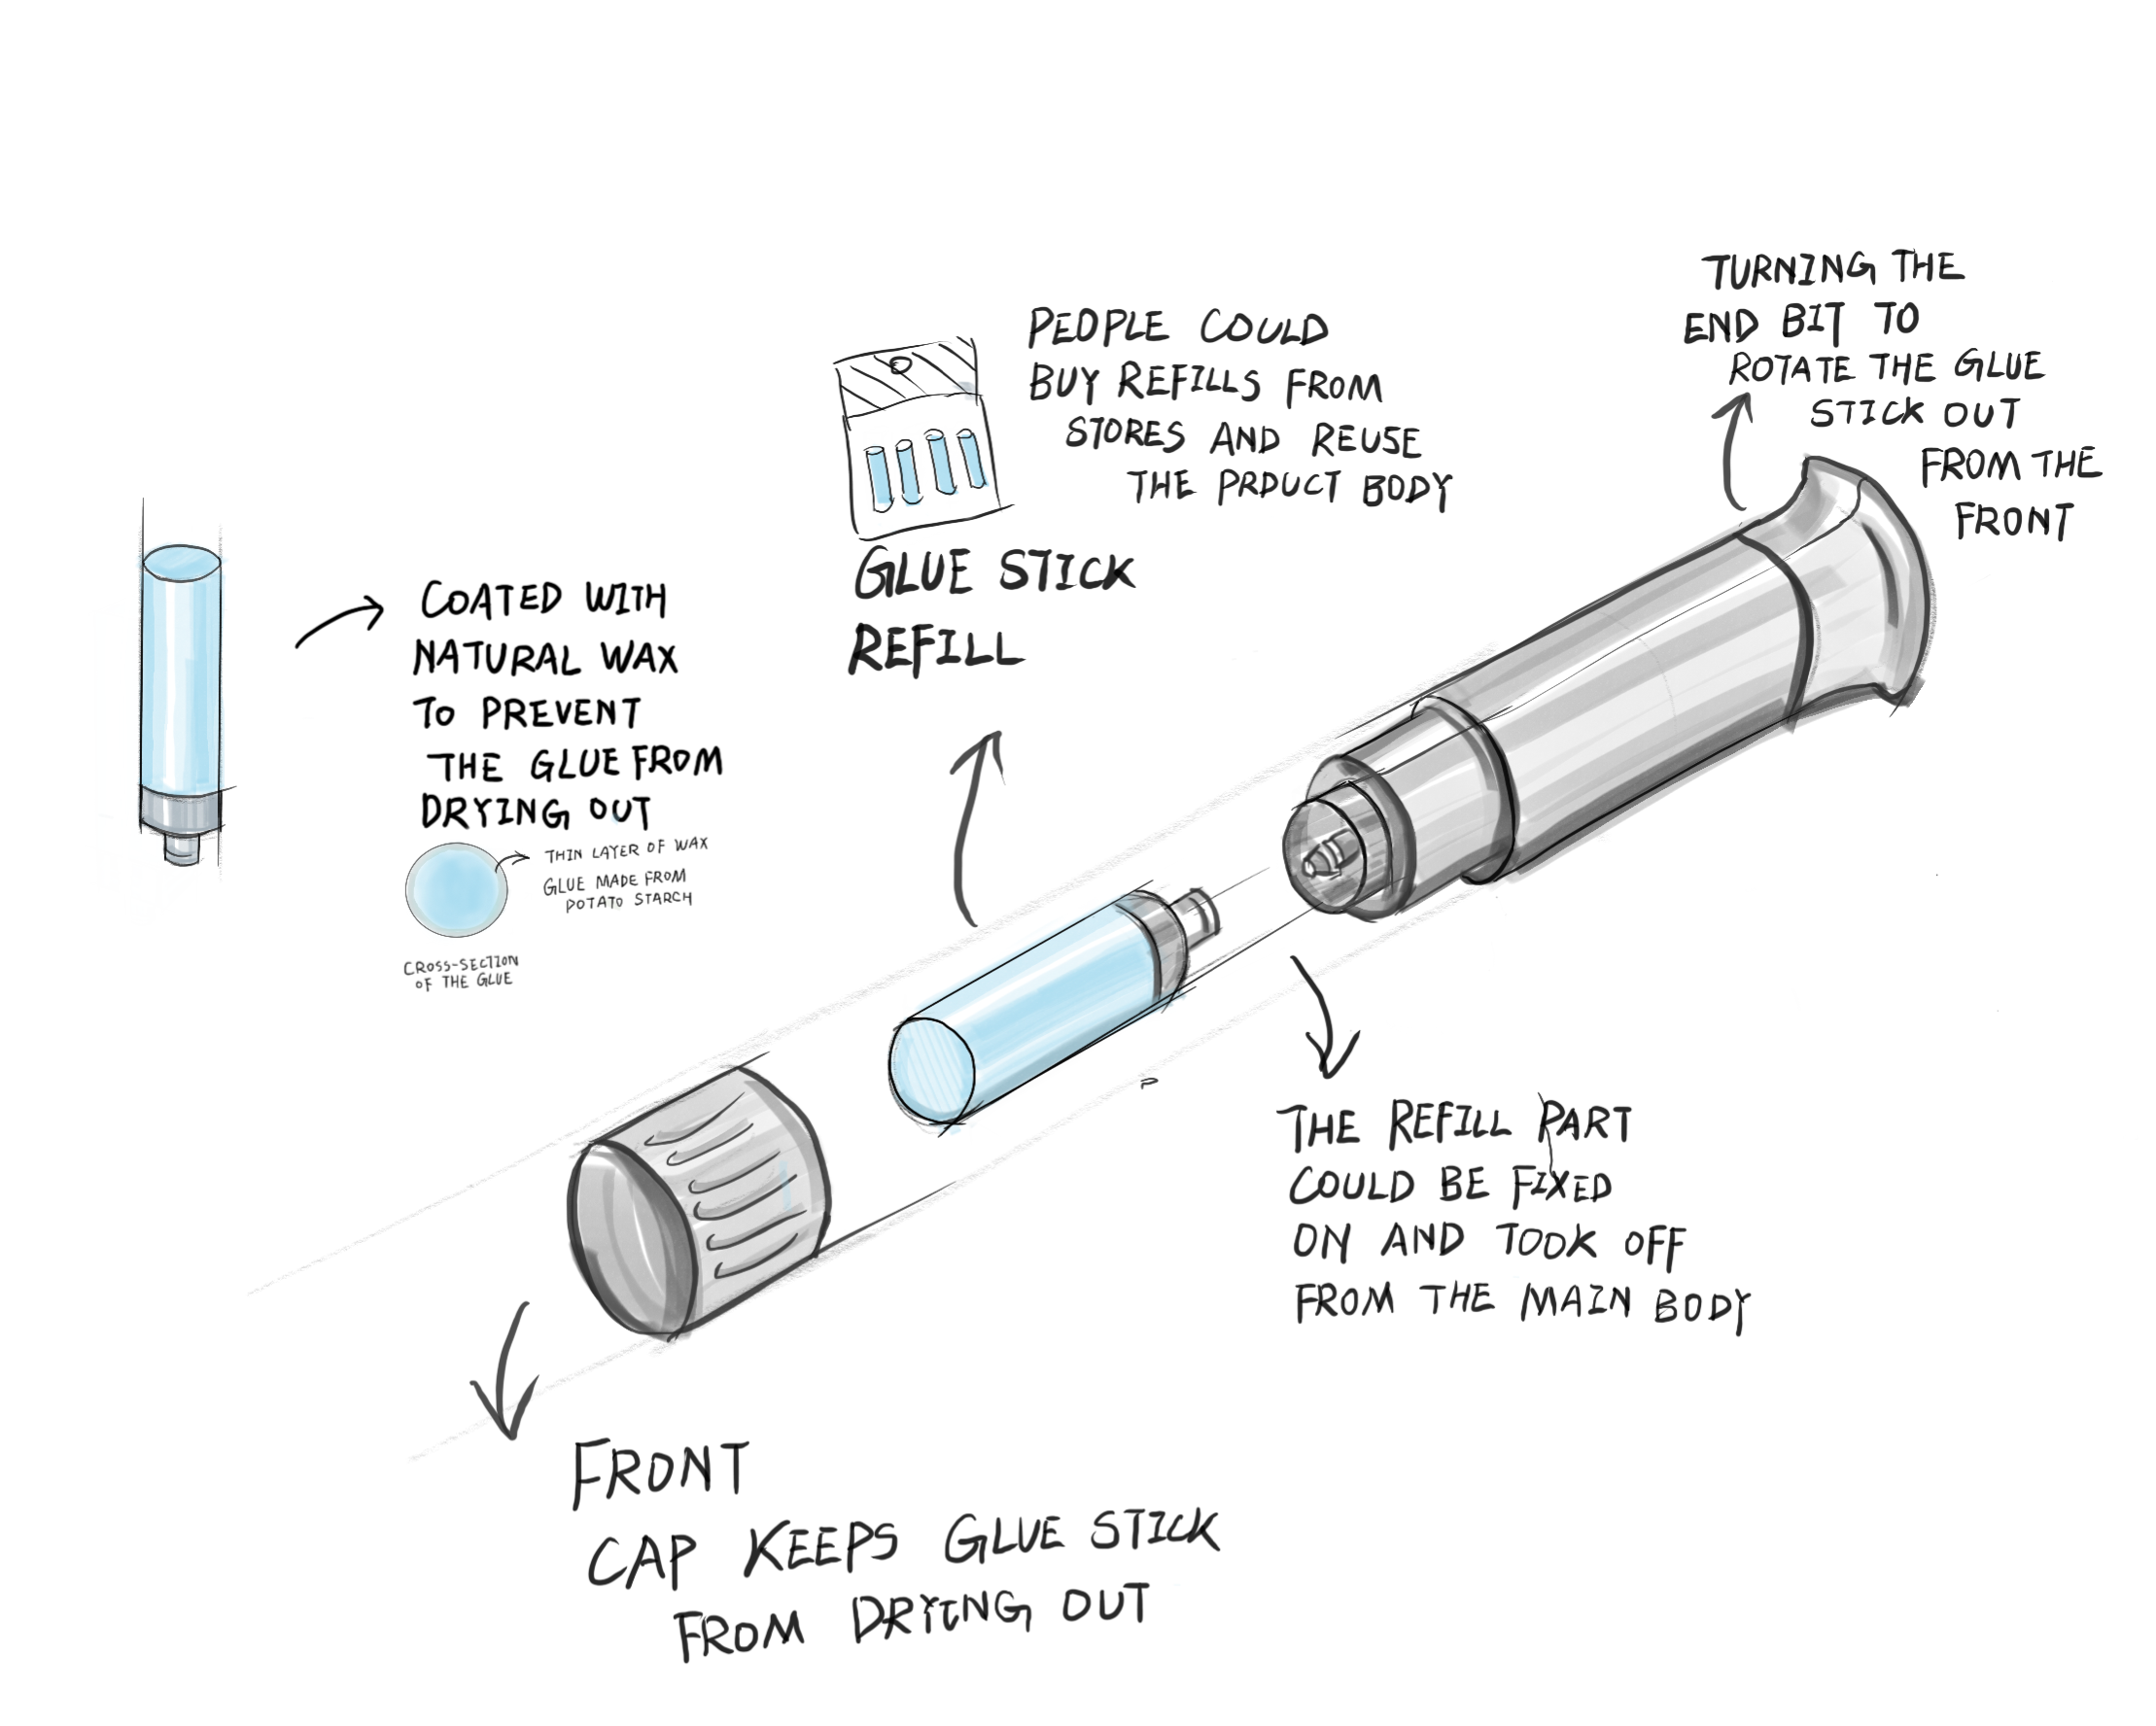 TURNING THE
END BIT TO
ROTATE THE GLUE
STICK OUT
FROM THE
FRONT
PEOPLE COULD
BUY REFILLS FROM
STORES AND REUSE
THE PRDUCT BODY
GLUE STICK
REFILL
COATED WITH
NATURAL WAX
TO PREVENT
THE GLUE FROM
DRYING OUT
THIN LAYER OF WAX
GLUE MADE FROM
POTATO STARCH
CROSS-SECTION
OF THE GLUE
P
THE REFILL PART
COULD BE FIXED
ON AND TOOK OFF
FROM THE MAIN BODY
FRONT
CAP KEEPS GLUE STICK
FROM DRYING OUT